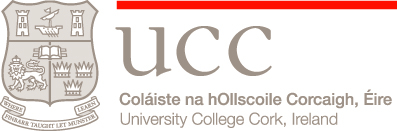 ucc
Coláiste na hOllscoile Corcaigh, Éire
University College Cork, Ireland
WHERE FINBARR TAUGHT LET MUNSTER LEARN